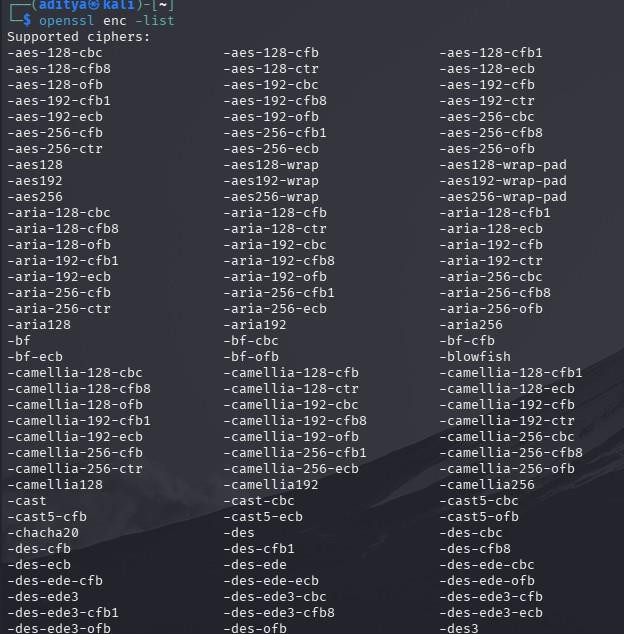 ┌──(aditya㉿kali)-[~]
└─$ openssl enc -list
Supported ciphers:
-aes-128-cbc -aes-128-cfb -aes-128-cfb1
-aes-128-cfb8 -aes-128-ctr -aes-128-ecb
-aes-128-ofb -aes-192-cbc -aes-192-cfb
-aes-192-cfb1 -aes-192-cfb8 -aes-192-ctr
-aes-192-ecb -aes-192-ofb -aes-256-cbc
-aes-256-cfb -aes-256-cfb1 -aes-256-cfb8
-aes-256-ctr -aes-256-ecb -aes-256-ofb
-aes128 -aes128-wrap -aes128-wrap-pad
-aes192 -aes192-wrap -aes192-wrap-pad
-aes256 -aes256-wrap -aes256-wrap-pad
-aria-128-cbc -aria-128-cfb -aria-128-cfb1
-aria-128-cfb8 -aria-128-ctr -aria-128-ecb
-aria-128-ofb -aria-192-cbc -aria-192-cfb
-aria-192-cfb1 -aria-192-cfb8 -aria-192-ctr
-aria-192-ecb -aria-192-ofb -aria-256-cbc
-aria-256-cfb -aria-256-cfb1 -aria-256-cfb8
-aria-256-ctr -aria-256-ecb -aria-256-ofb
-aria128 -aria192 -aria256
-bf -bf-cbc -bf-cfb
-bf-ecb -bf-ofb -blowfish
-camellia-128-cbc -camellia-128-cfb -camellia-128-cfb1
-camellia-128-cfb8 -camellia-128-ctr -camellia-128-ecb
-camellia-128-ofb -camellia-192-cbc -camellia-192-cfb
-camellia-192-cfb1 -camellia-192-cfb8 -camellia-192-ctr
-camellia-192-ecb -camellia-192-ofb -camellia-256-cbc
-camellia-256-cfb -camellia-256-cfb1 -camellia-256-cfb8
-camellia-256-ctr -camellia-256-ecb -camellia-256-ofb
-camellia128 -camellia192 -camellia256
-cast -cast-cbc -cast5-cbc
-cast5-cfb -cast5-ecb -cast5-ofb
-chacha20 -des -des-cbc
-des-cfb -des-cfb1 -des-cfb8
-des-ecb -des-ede -des-ede-cbc
-des-ede-cfb -des-ede-ecb -des-ede-ofb
-des-ede3 -des-ede3-cbc -des-ede3-cfb
-des-ede3-cfb1 -des-ede3-cfb8 -des-ede3-ecb
-des-ede3-ofb -des-ofb -des3